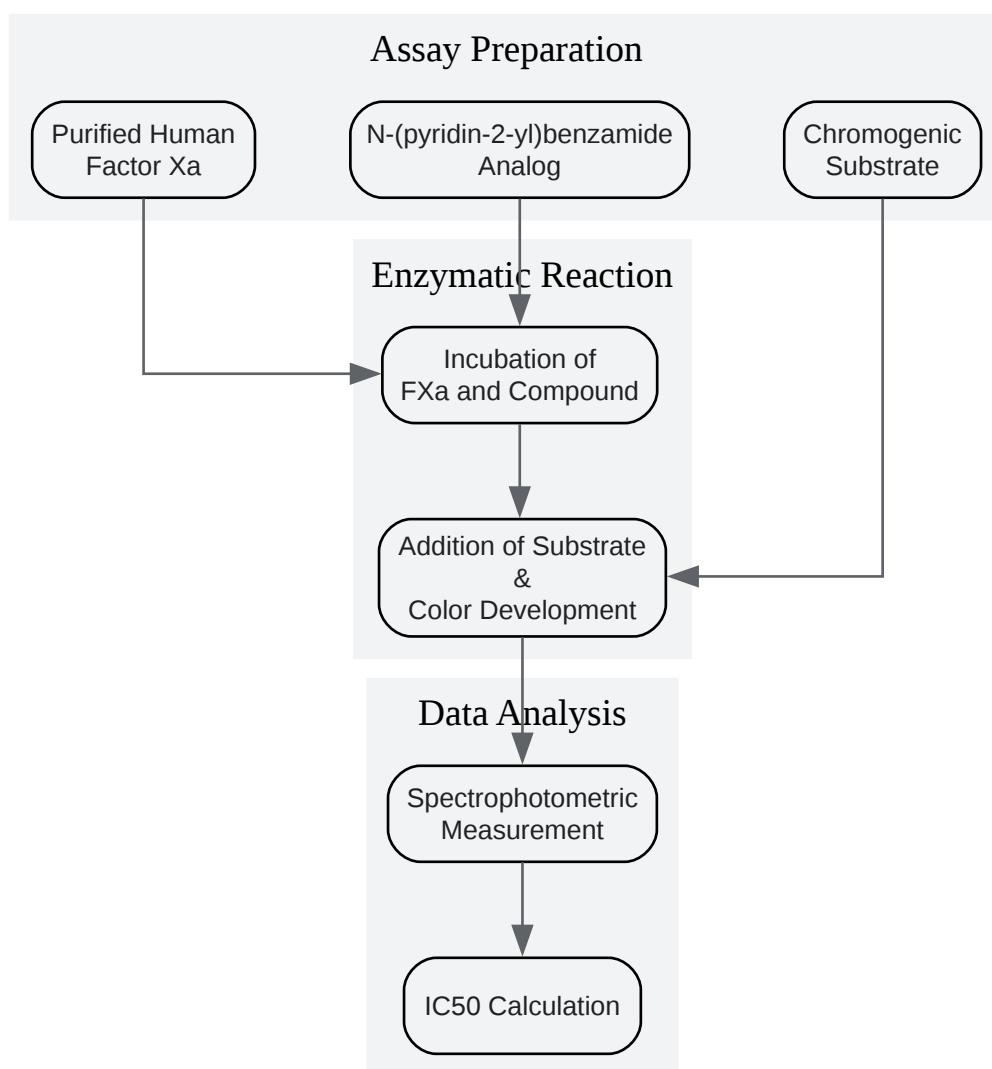 Assay Preparation
Purified Human
Factor Xa
N-(pyridin-2-yl)benzamide
Analog
Chromogenic
Substrate
Enzymatic Reaction
Incubation of
FXa and Compound
Addition of Substrate
&
Color Development
Data Analysis
Spectrophotometric
Measurement
IC50 Calculation